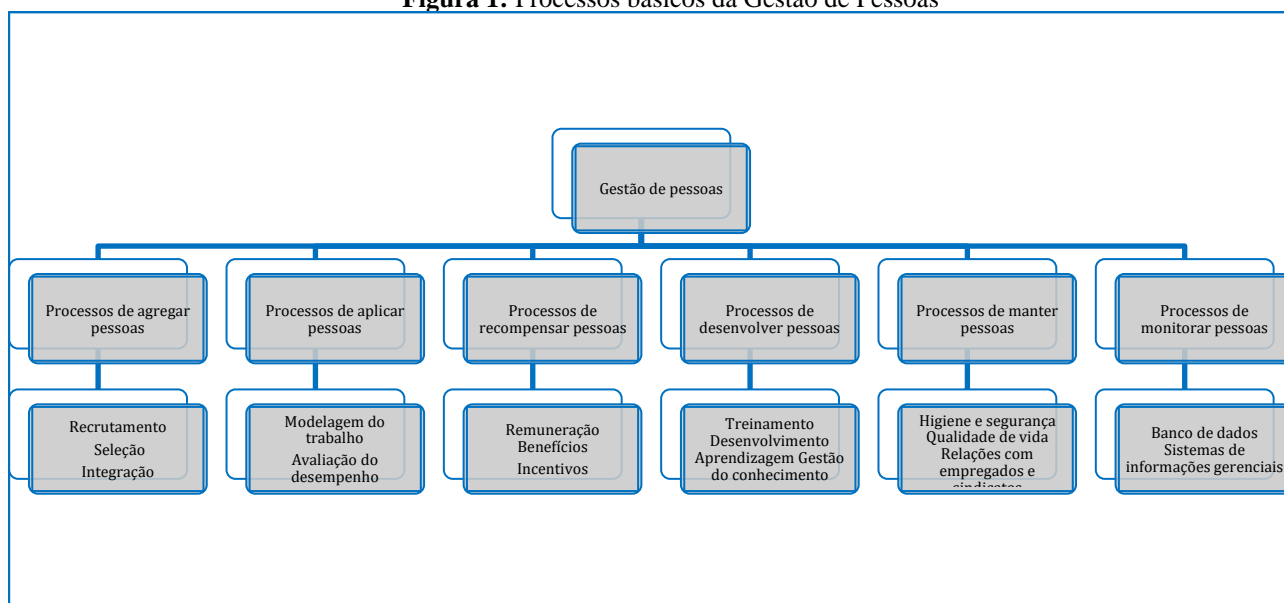 Figura 1: Processos básicos da Gestão de Pessoas
Gestão de pessoas
Processos de agregar
pessoas
Processos de aplicar
pessoas
Processos de
recompensar pessoas
Processos de
desenvolver pessoas
Processos de manter
pessoas
Processos de
monitorar pessoas
Recrutamento
Seleção
Integração
Modelagem do
trabalho
Avaliação do
desempenho
Remuneração
Benefícios
Incentivos
Treinamento
Desenvolvimento
Aprendizagem Gestão
do conhecimento
Higiene e segurança
Qualidade de vida
Relações com
empregados e
sindicatos
Banco de dados
Sistemas de
informações gerenciais